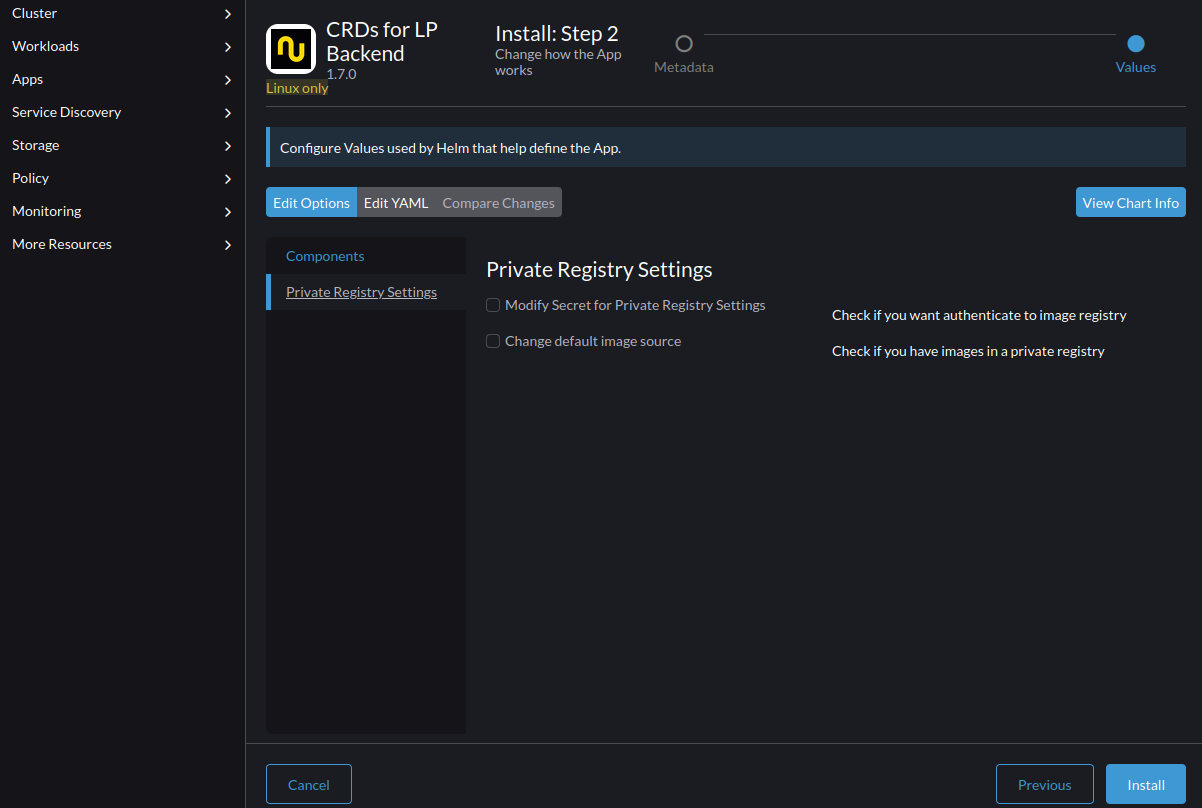 Cluster
Workloads
Apps
Service Discovery
Storage
Policy
Monitoring
More Resources
CRDs for LP
Backend
1.7.0
Linux only
Install: Step 2
Change how the App
works
Metadata
Values
Configure Values used by Helm that help define the App.
Edit Options Edit YAML Compare Changes
View Chart Info
Components
Private Registry Settings
Private Registry Settings
Modify Secret for Private Registry Settings
Check if you want authenticate to image registry
Change default image source
Check if you have images in a private registry
Cancel
Previous
Install